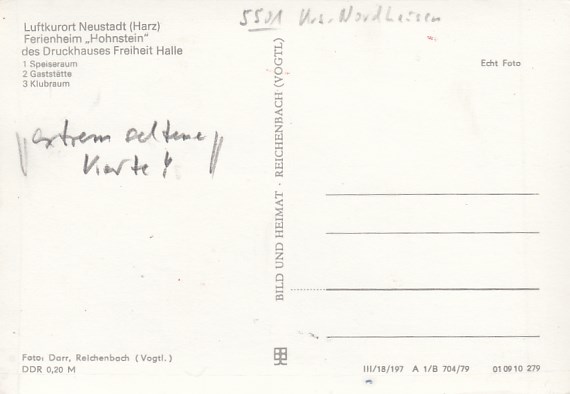 5501 Krs. Nordhausen
Luftkurort Neustadt (Harz)
Ferienheim „Hohnstein"
des Druckhauses Freiheit Halle
1 Speiseraum
2 Gaststätte
3 Klubraum
Echt Foto
extrem seltene
Karte!
BILD UND HEIMAT · REICHENBACH (VOGTL)
Foto: Darr, Reichenbach (Vogtl.)
DDR 0,20 M
III/18/197 A 1/B 704/79 01 09 10 279